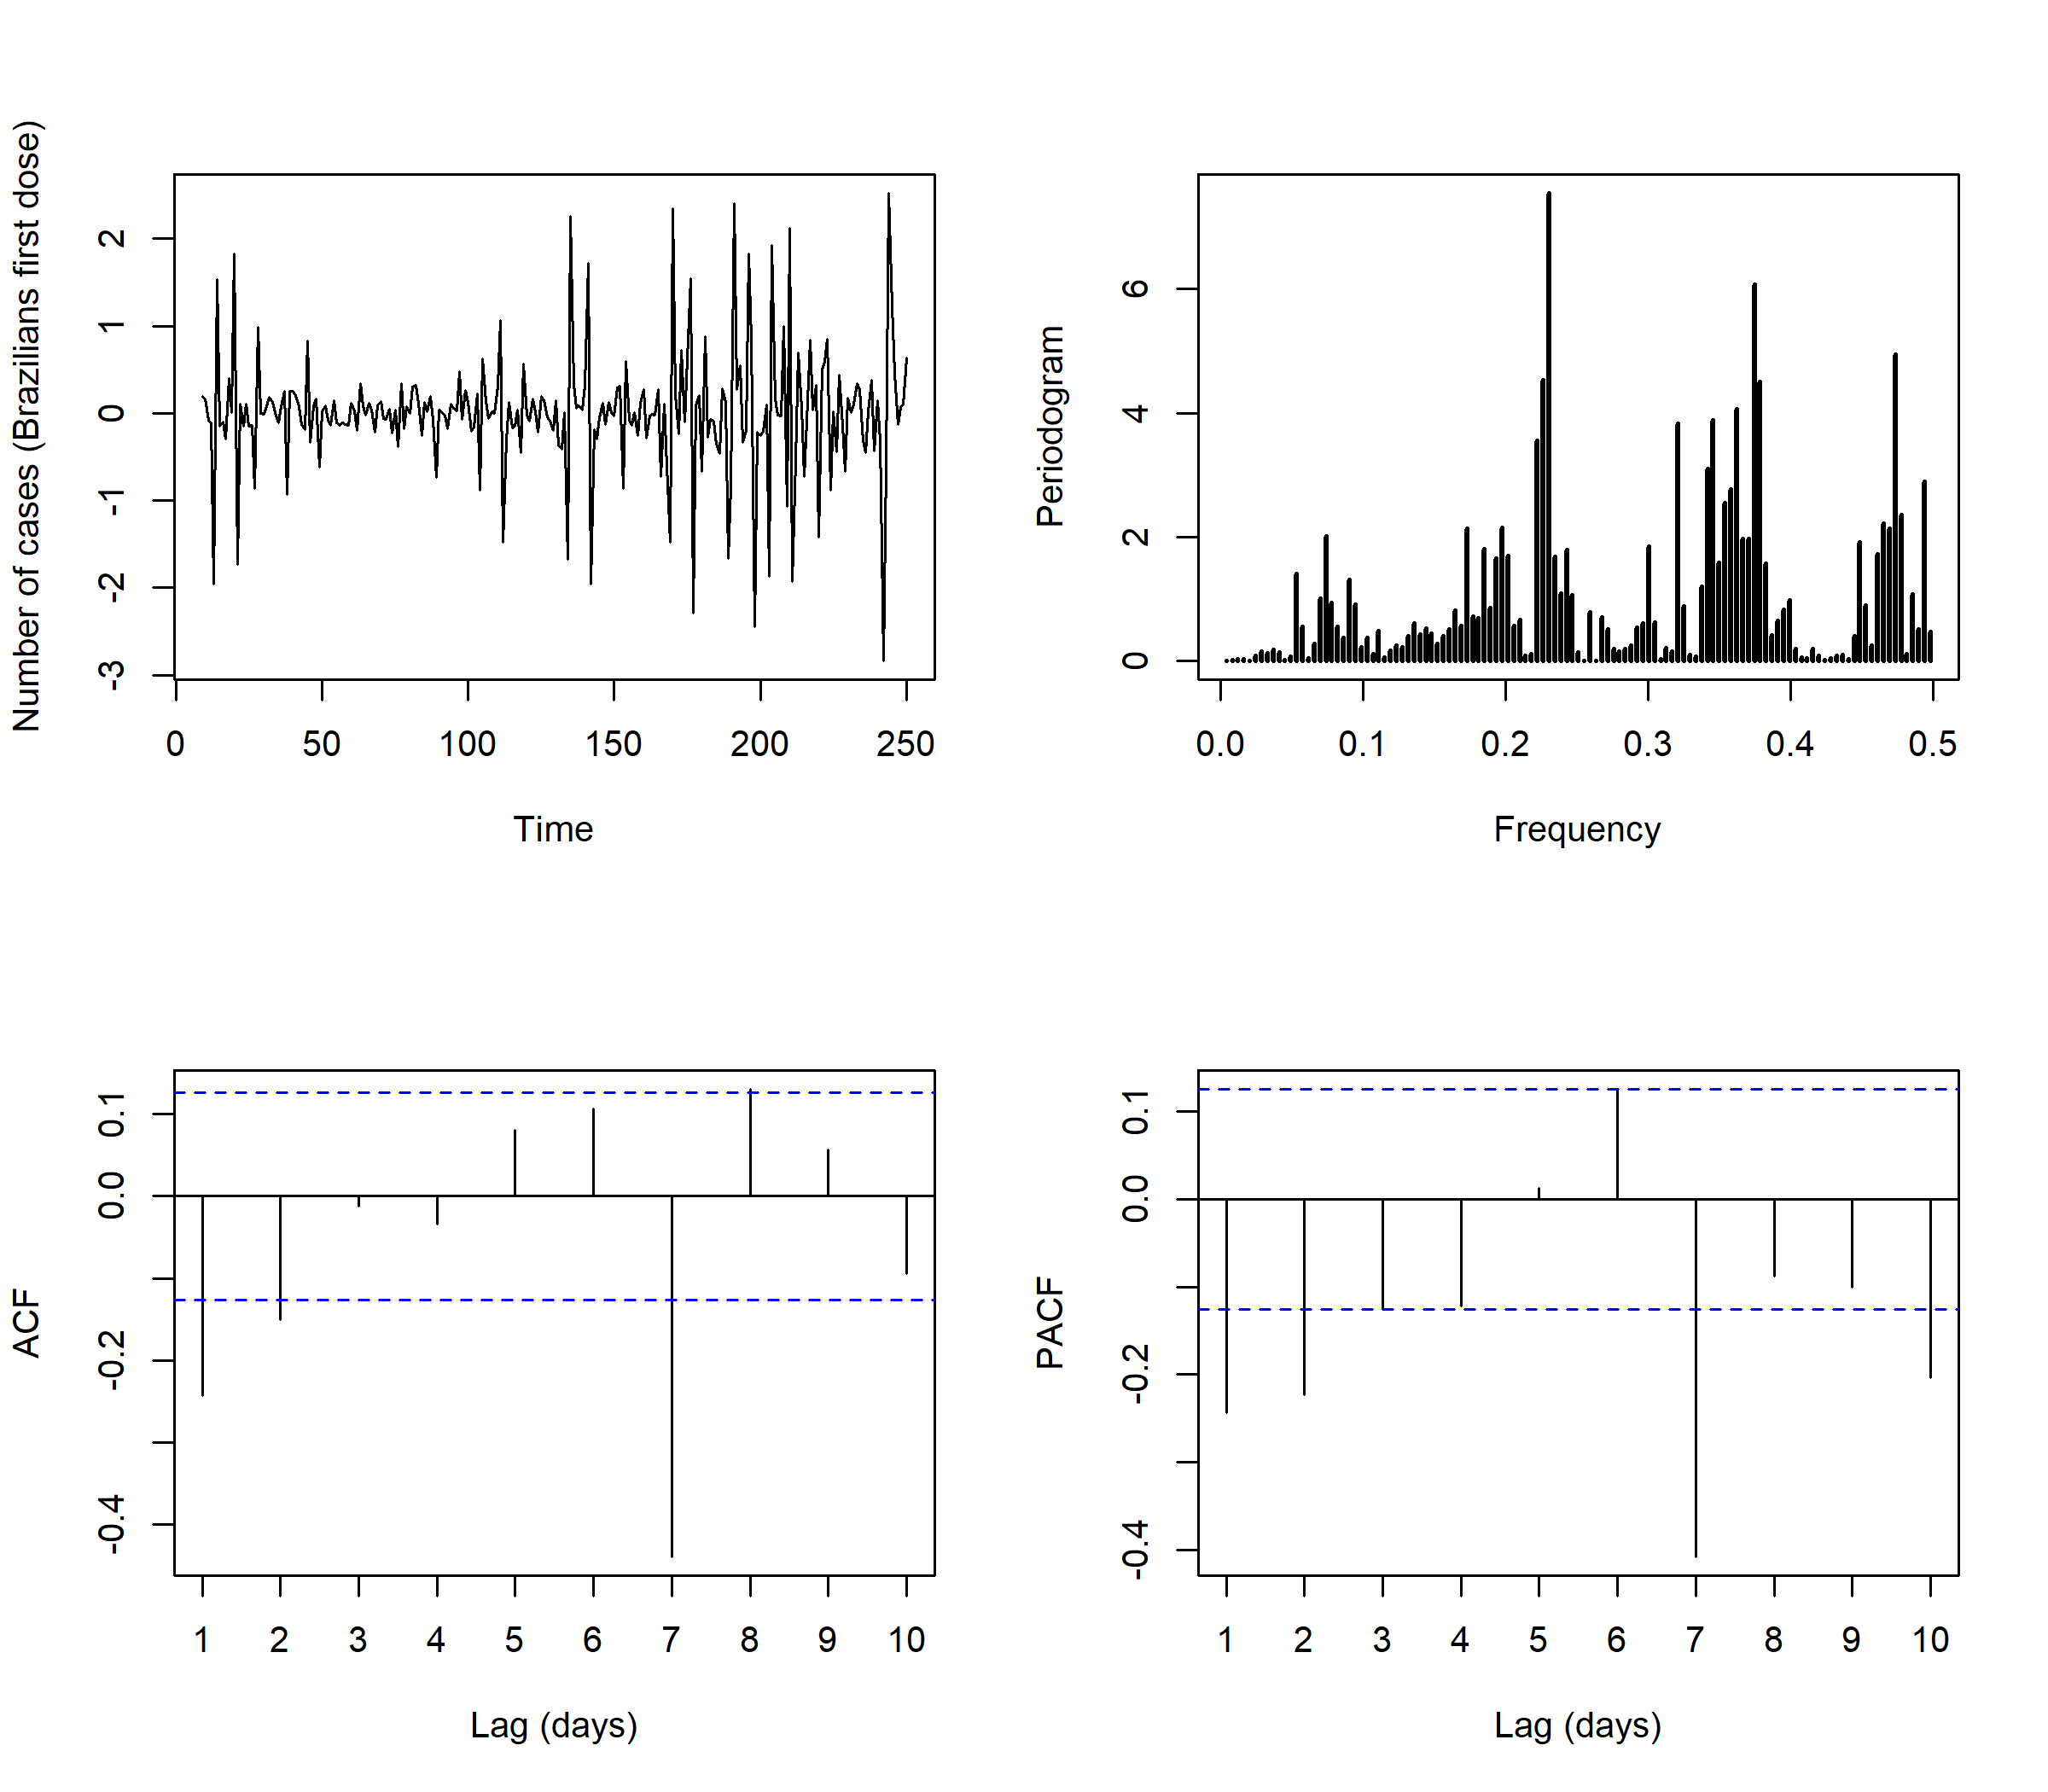 Number of cases (Brazilians first dose)
2
1
0
-1
-2
-3
0 50 100 150 200 250
Time
Periodogram
6
4
2
0
0.0 0.1 0.2 0.3 0.4 0.5
Frequency
ACF
0.1
0.0
-0.2
-0.4
1 2 3 4 5 6 7 8 9 10
Lag (days)
PACF
0.1
0.0
-0.2
-0.4
1 2 3 4 5 6 7 8 9 10
Lag (days)